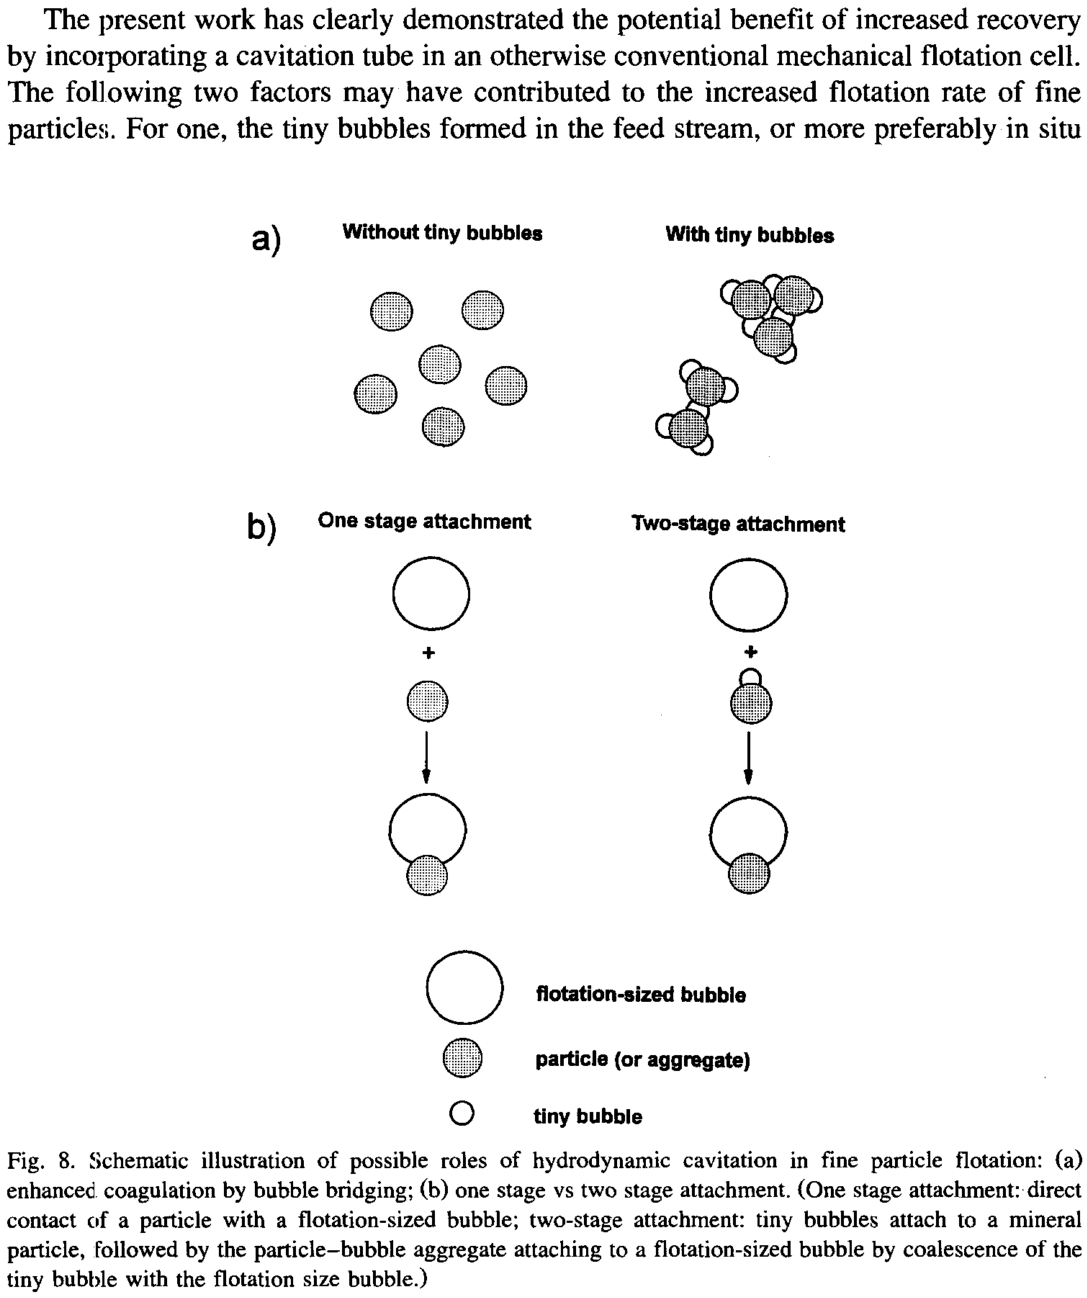 The present work has clearly demonstrated the potential benefit of increased recovery
by incorporating a cavitation tube in an otherwise conventional mechanical flotation cell.
The following two factors may have contributed to the increased flotation rate of fine
particles. For one, the tiny bubbles formed in the feed stream, or more preferably in situ
a)
Without tiny bubbles
With tiny bubbles
b)
One stage attachment
Two-stage attachment
+
+
flotation-sized bubble
particle (or aggregate)
tiny bubble
Fig. 8. Schematic illustration of possible roles of hydrodynamic cavitation in fine particle flotation: (a)
enhanced coagulation by bubble bridging; (b) one stage vs two stage attachment. (One stage attachment: direct
contact of a particle with a flotation-sized bubble; two-stage attachment: tiny bubbles attach to a mineral
particle, followed by the particle–bubble aggregate attaching to a flotation-sized bubble by coalescence of the
tiny bubble with the flotation size bubble.)